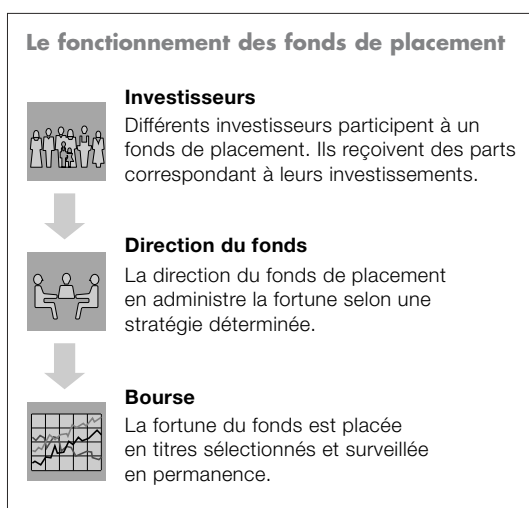 Le fonctionnement des fonds de placement
Investisseurs
Différents investisseurs participent à un
fonds de placement. Ils reçoivent des parts
correspondant à leurs investissements.
Direction du fonds
La direction du fonds de placement
en administre la fortune selon une
stratégie déterminée.
Bourse
La fortune du fonds est placée
en titres sélectionnés et surveillée
en permanence.